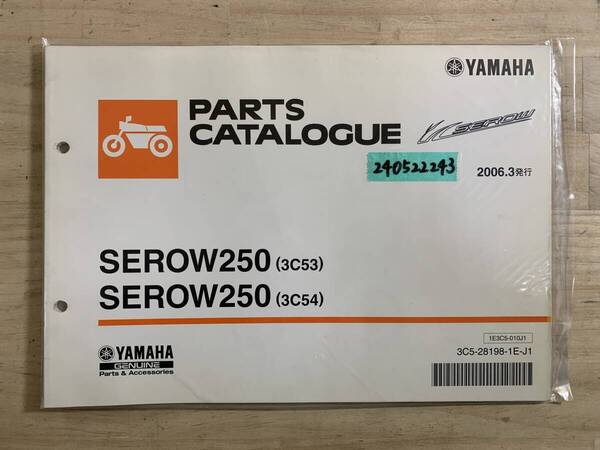 YAMAHA
PARTS
CATALOGUE
SEROW
240522243
2006.3発行
SEROW250 (3C53)
SEROW250 (3C54)
YAMAHA
GENUINE
Parts & Accessories
1E3C5-010J1
3C5-28198-1E-J1